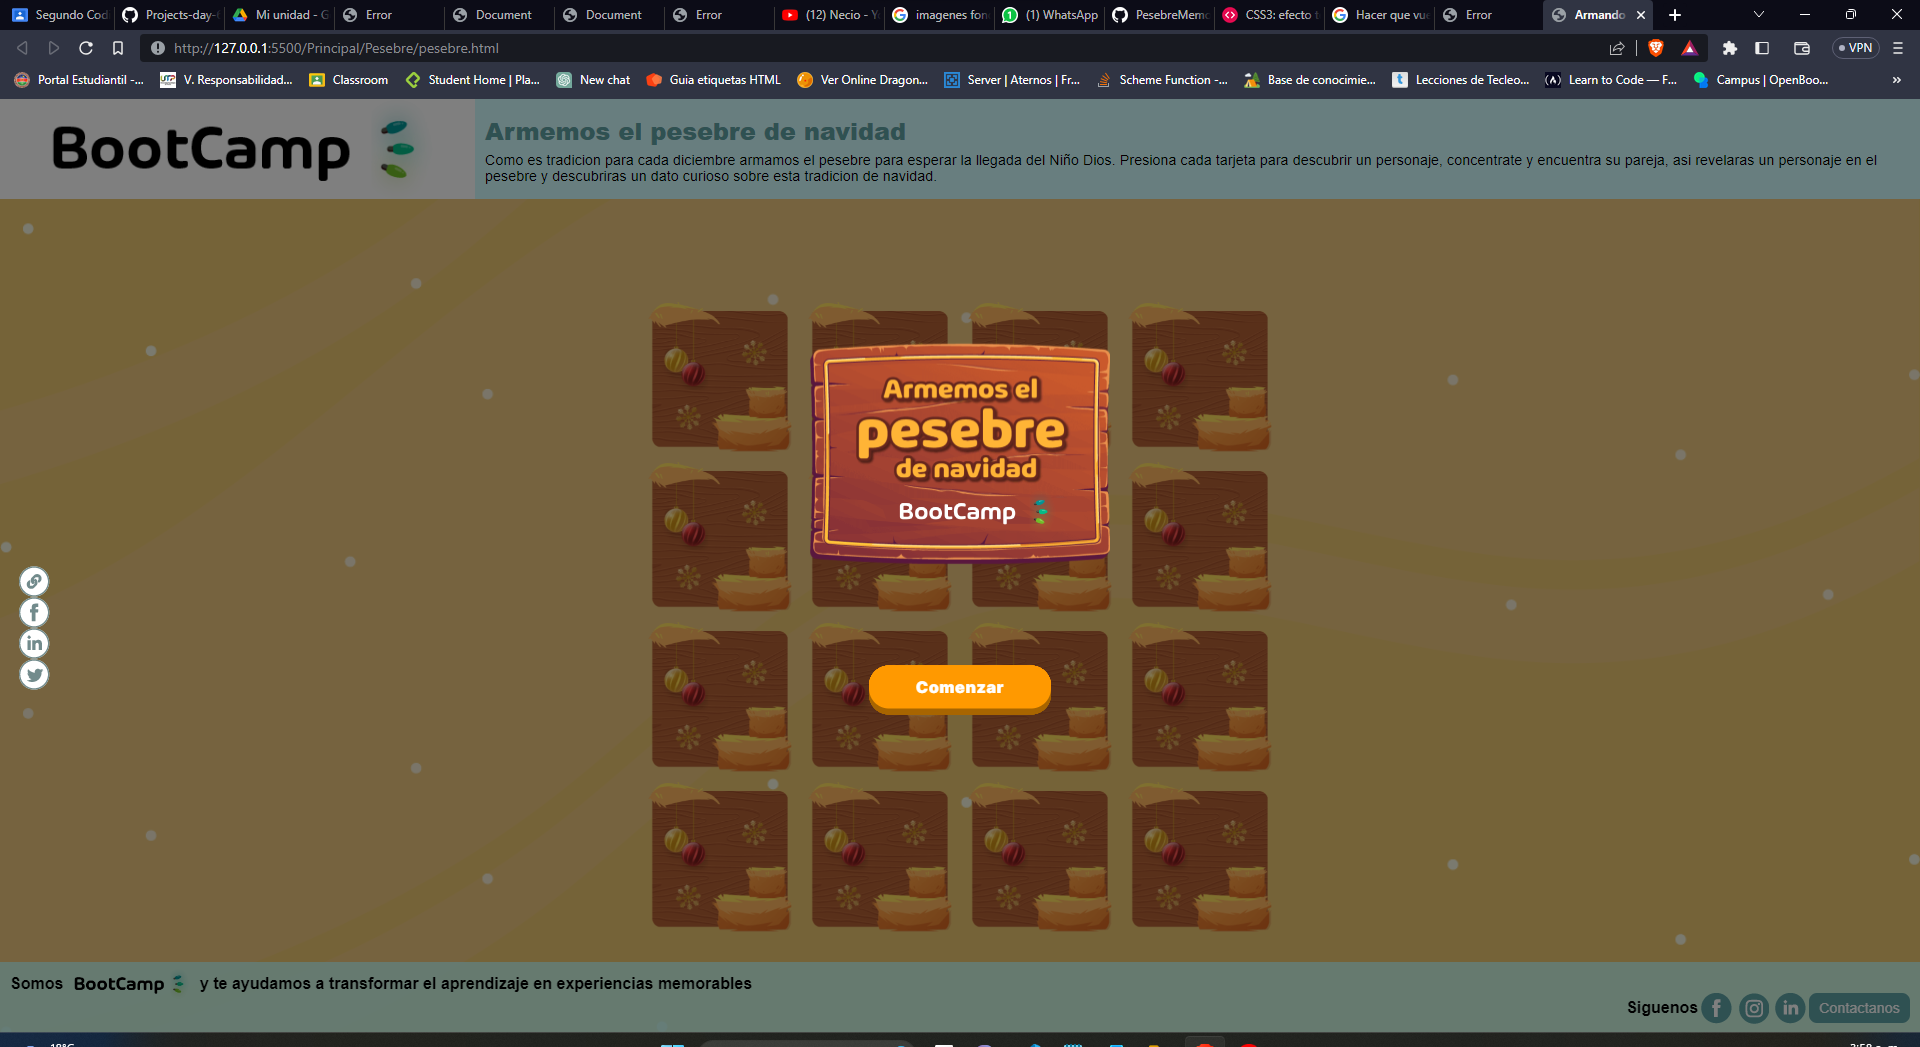 Segundo Cod
Projects-day-
Mi unidad - G
Error
Document
Document
Error
(12) Necio - Y
imagenes fon
(1) WhatsApp
PesebreMemo
CSS3: efecto t
Hacer que vue
Error
Armando
http://127.0.0.1:5500/Principal/Pesebre/pesebre.html
VPN
Portal Estudiantil -...
V. Responsabilidad...
Classroom
Student Home | Pla...
New chat
Guia etiquetas HTML
Ver Online Dragon...
Server | Aternos | Fr...
Scheme Function -...
Base de conocimie...
Lecciones de Tecleo...
Learn to Code — F...
Campus | OpenBoo...
BootCamp
Armemos el pesebre de navidad
Como es tradicion para cada diciembre armamos el pesebre para esperar la llegada del Niño Dios. Presiona cada tarjeta para descubrir un personaje, concentrate y encuentra su pareja, asi revelaras un personaje en el
pesebre y descubriras un dato curioso sobre esta tradicion de navidad.
Armemos el
pesebre
de navidad
BootCamp
Comenzar
Somos BootCamp y te ayudamos a transformar el aprendizaje en experiencias memorables
Siguenos
Contactanos